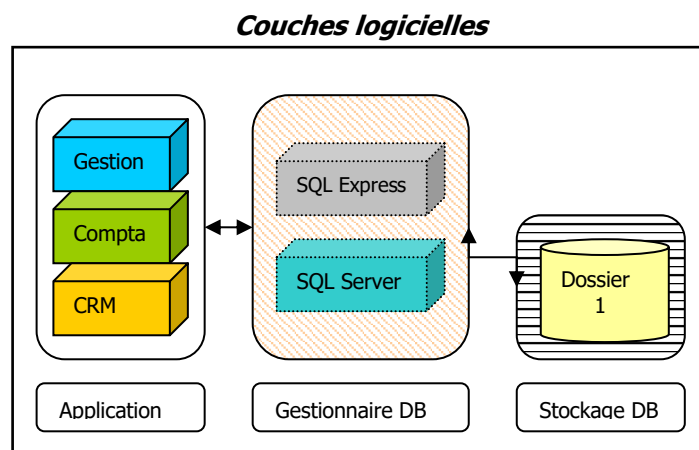 Couches logicielles
Gestion
Compta
CRM
SQL Express
SQL Server
Dossier
1
Application
Gestionnaire DB
Stockage DB